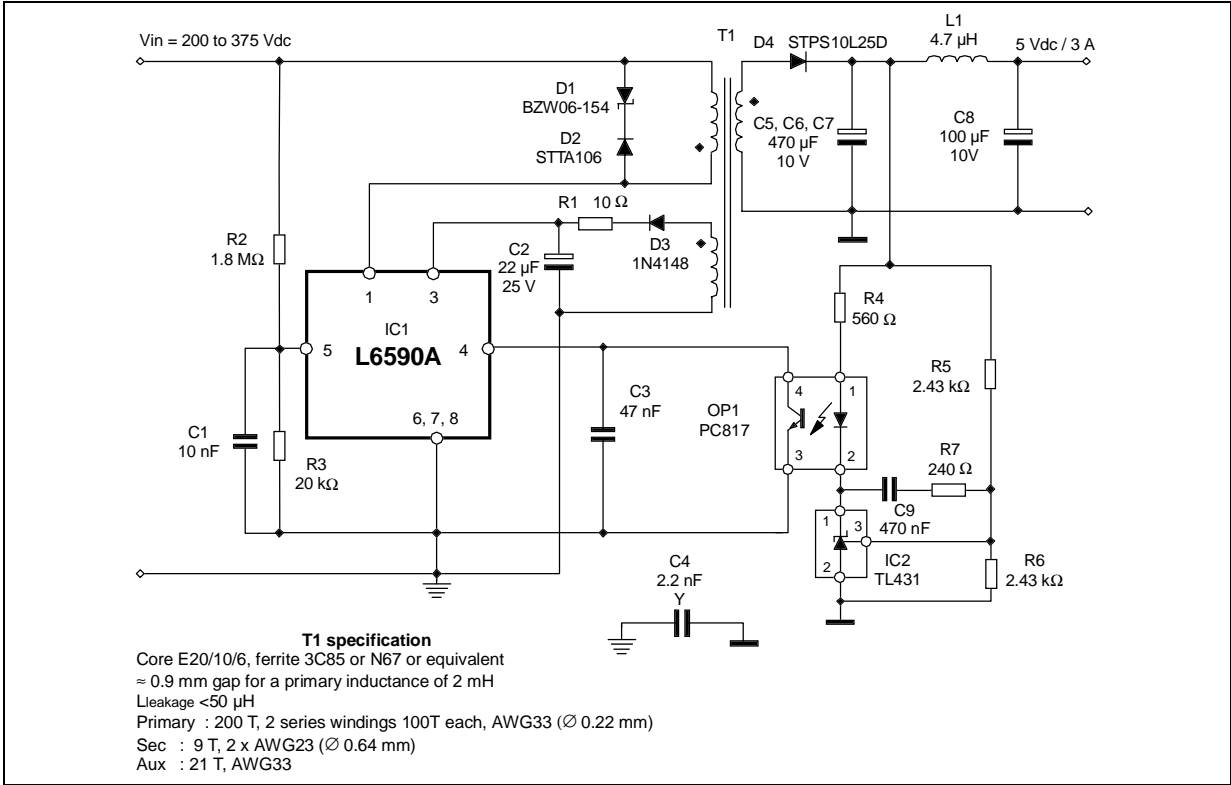 Vin = 200 to 375 Vdc
T1
D4 STPS10L25D
L1
4.7 µH
5 Vdc / 3 A
D1
BZW06-154
D2
STTA106
C5, C6, C7
470 µF
10 V
C8
100 µF
10V
R1 10 Ω
D3
1N4148
C2
22 µF
25 V
R2
1.8 MΩ
1
3
IC1
L6590A
5
4
6, 7, 8
C1
10 nF
R3
20 kΩ
C3
47 nF
OP1
PC817
4
1
3
2
R4
560 Ω
R5
2.43 kΩ
R7
240 Ω
C9
470 nF
1
3
2
IC2
TL431
R6
2.43 kΩ
C4
2.2 nF
Y
T1 specification
Core E20/10/6, ferrite 3C85 or N67 or equivalent
≈ 0.9 mm gap for a primary inductance of 2 mH
Lleakage <50 µH
Primary : 200 T, 2 series windings 100T each, AWG33 (∅ 0.22 mm)
Sec : 9 T, 2 x AWG23 (∅ 0.64 mm)
Aux : 21 T, AWG33